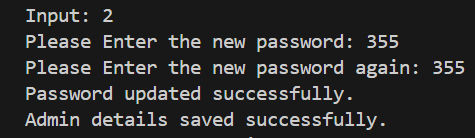 Input: 2
Please Enter the new password: 355
Please Enter the new password again: 355
Password updated successfully.
Admin details saved successfully.